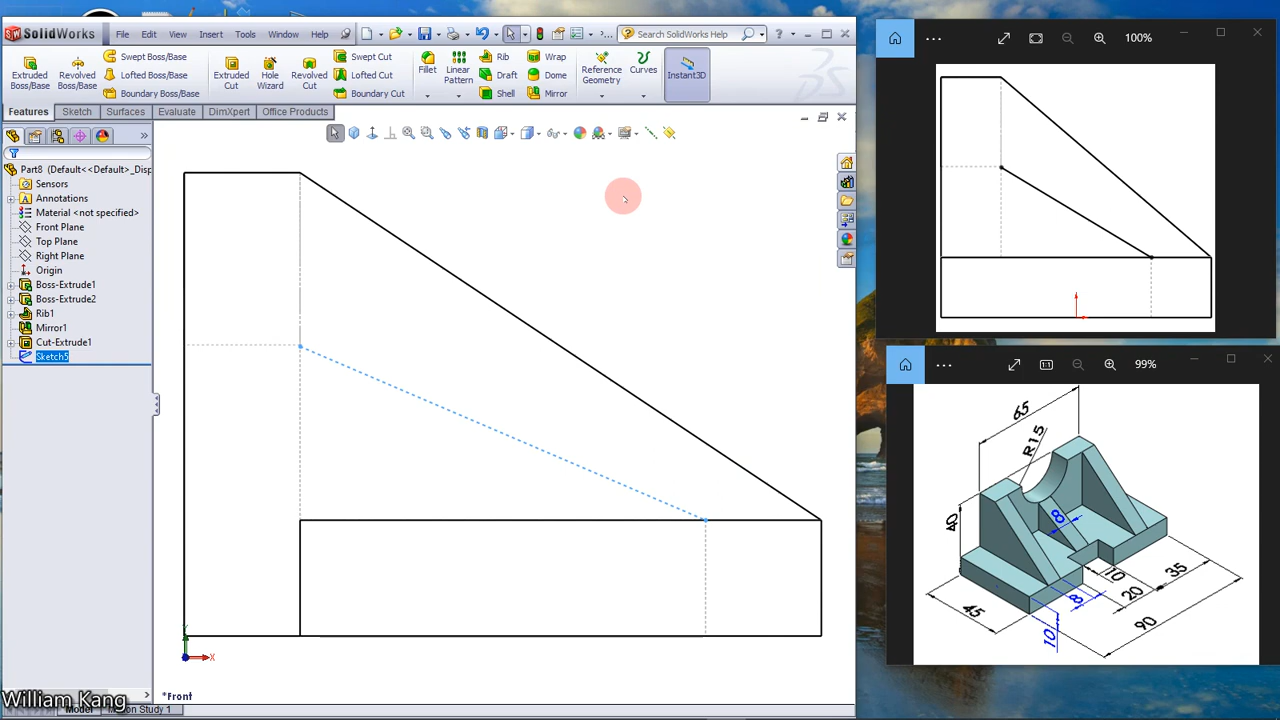 SolidWorks File Edit View Insert Tools Window Help Search SolidWorks Forum
Extruded Boss/Base
Revolved Boss/Base
Swept Boss/Base
Lofted Boss/Base
Boundary Boss/Base
Extruded Cut
Hole Wizard
Revolved Cut
Swept Cut
Lofted Cut
Boundary Cut
Fillet
Linear Pattern
Rib
Draft
Shell
Wrap
Dome
Mirror
Reference Geometry
Curves
Instant3D
Features Sketch Surfaces Evaluate DimXpert Office Products
Part8 (Default<<Default>_Disp
Sensors
Annotations
Material <not specified>
Front Plane
Top Plane
Right Plane
Origin
Boss-Extrude1
Boss-Extrude2
Rib1
Mirror1
Cut-Extrude1
Sketch5
Y
X
*Front
William Kang
Model Motion Study 1
100%
99%
65
R15
40
8
10
35
20
8
45
90
10